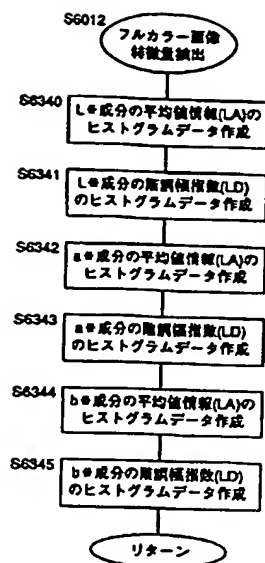 S6012
フルカラー画像
特徴量抽出
S6340
L*成分の平均値情報(LA)の
ヒストグラムデータ作成
S6341
L*成分の階調幅指数(LD)
のヒストグラムデータ作成
S6342
a*成分の平均値情報(LA)の
ヒストグラムデータ作成
S6343
a*成分の階調幅指数(LD)
のヒストグラムデータ作成
S6344
b*成分の平均値情報(LA)の
ヒストグラムデータ作成
S6345
b*成分の階調幅指数(LD)
のヒストグラムデータ作成
リターン